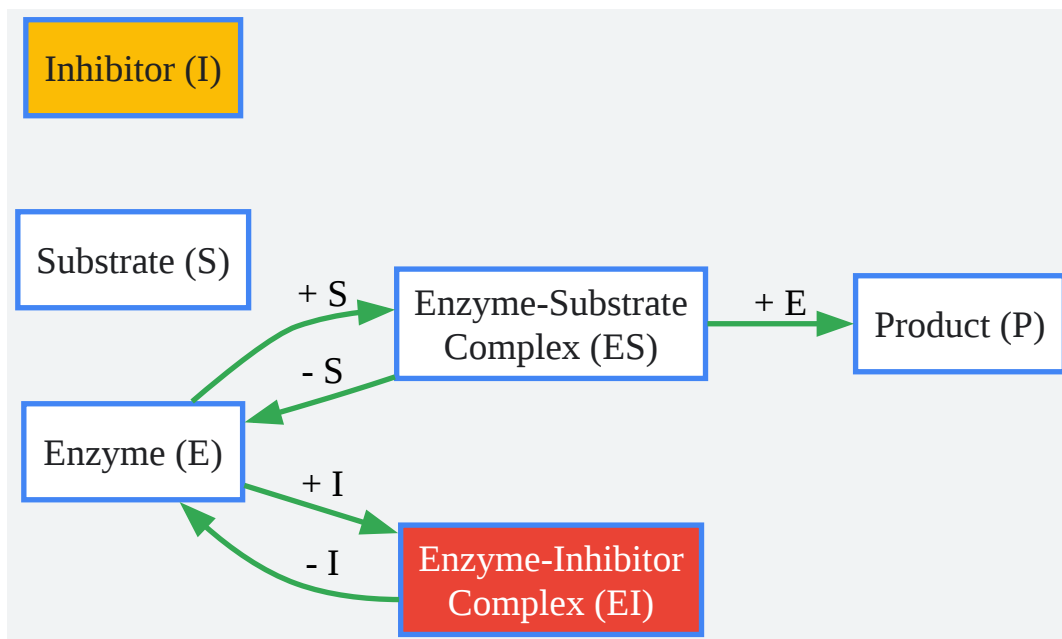 Inhibitor (I)
Substrate (S)
+ S
Enzyme-Substrate
Complex (ES)
+ E
Product (P)
- S
Enzyme (E)
+ I
- I
Enzyme-Inhibitor
Complex (EI)